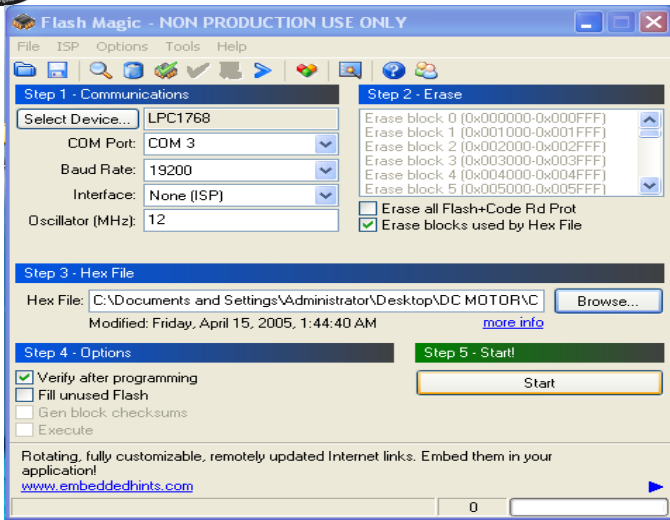 Flash Magic - NON PRODUCTION USE ONLY
File ISP Options Tools Help
Step 1 - Communications
Select Device... LPC1768
COM Port: COM 3
Baud Rate: 19200
Interface: None (ISP)
Oscillator (MHz): 12
Step 2 - Erase
Erase block 0 (0x000000-0x000FFF)
Erase block 1 (0x001000-0x001FFF)
Erase block 2 (0x002000-0x002FFF)
Erase block 3 (0x003000-0x003FFF)
Erase block 4 (0x004000-0x004FFF)
Erase block 5 (0x005000-0x005FFF)
Erase all Flash+Code Rd Prot
Erase blocks used by Hex File
Step 3 - Hex File
Hex File: C:\Documents and Settings\Administrator\Desktop\DC MOTOR\C Browse...
Modified: Friday, April 15, 2005, 1:44:40 AM more info
Step 4 - Options
Verify after programming
Fill unused Flash
Gen block checksums
Execute
Step 5 - Start!
Start
Rotating, fully customizable, remotely updated Internet links. Embed them in your
application!
www.embeddedhints.com
0